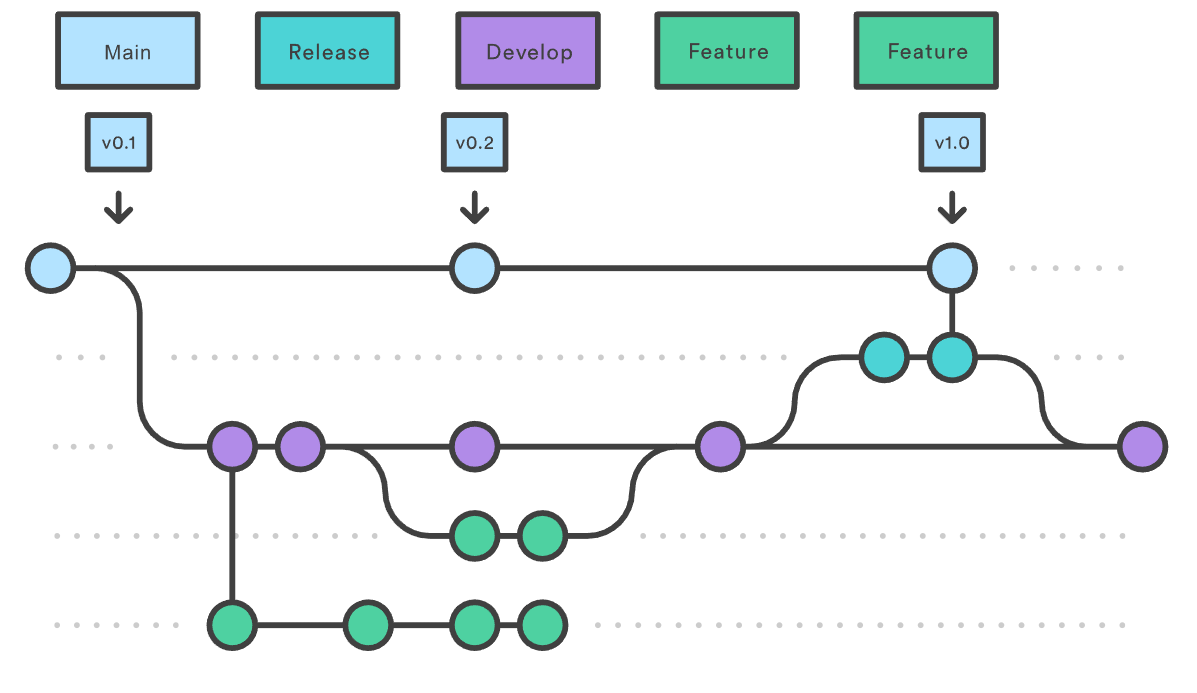 Main
Release
Develop
Feature
Feature
v0.1
v0.2
v1.0